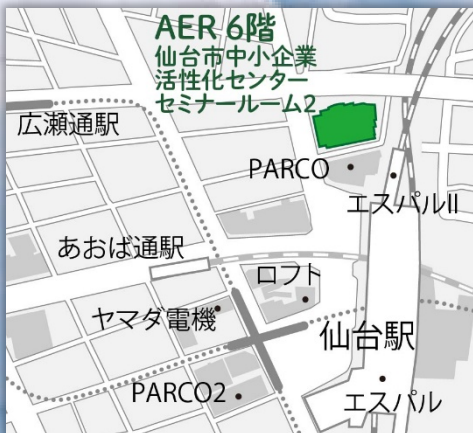 AER 6階
仙台市中小企業
活性化センター
セミナールーム2
広瀬通駅
PARCO
エスパルII
あおば通駅
ロフト
ヤマダ電機
仙台駅
PARCO2
エスパル